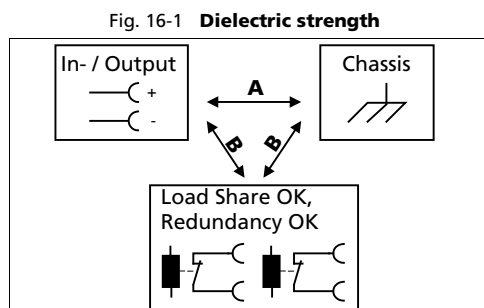 Fig. 16-1 Dielectric strength
In- / Output
+
-
Chassis
A
B
B
Load Share OK,
Redundancy OK